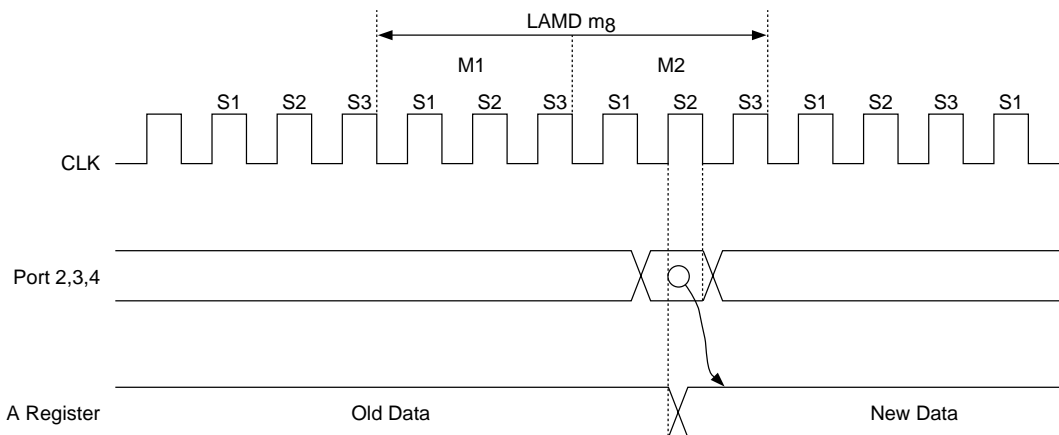 LAMD m8
M1 M2
S1 S2 S3 S1 S2 S3 S1 S2 S3 S1 S2 S3 S1
CLK
Port 2,3,4
A Register Old Data New Data